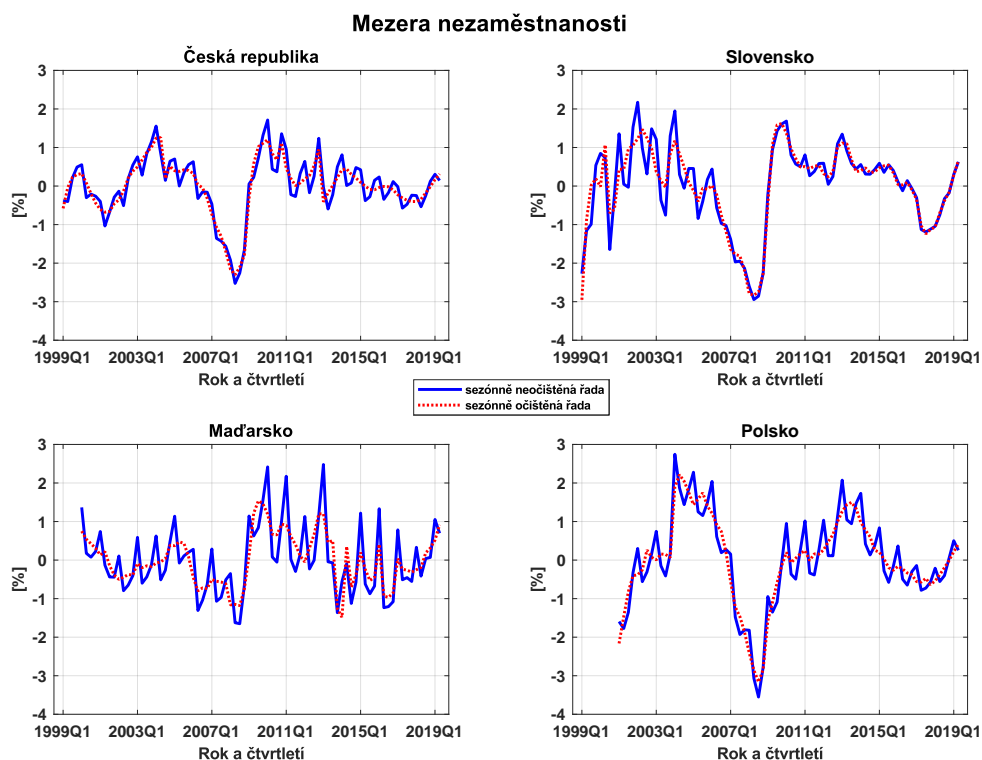 Mezera nezaměstnanosti
Česká republika
3
2
1
0
-1
-2
-3
-4
[%]
1999Q1 2003Q1 2007Q1 2011Q1 2015Q1 2019Q1
Rok a čtvrtletí
Slovensko
3
2
1
0
-1
-2
-3
-4
[%]
1999Q1 2003Q1 2007Q1 2011Q1 2015Q1 2019Q1
Rok a čtvrtletí
sezónně neočištěná řada
sezónně očištěná řada
Maďarsko
3
2
1
0
-1
-2
-3
-4
[%]
1999Q1 2003Q1 2007Q1 2011Q1 2015Q1 2019Q1
Rok a čtvrtletí
Polsko
3
2
1
0
-1
-2
-3
-4
[%]
1999Q1 2003Q1 2007Q1 2011Q1 2015Q1 2019Q1
Rok a čtvrtletí